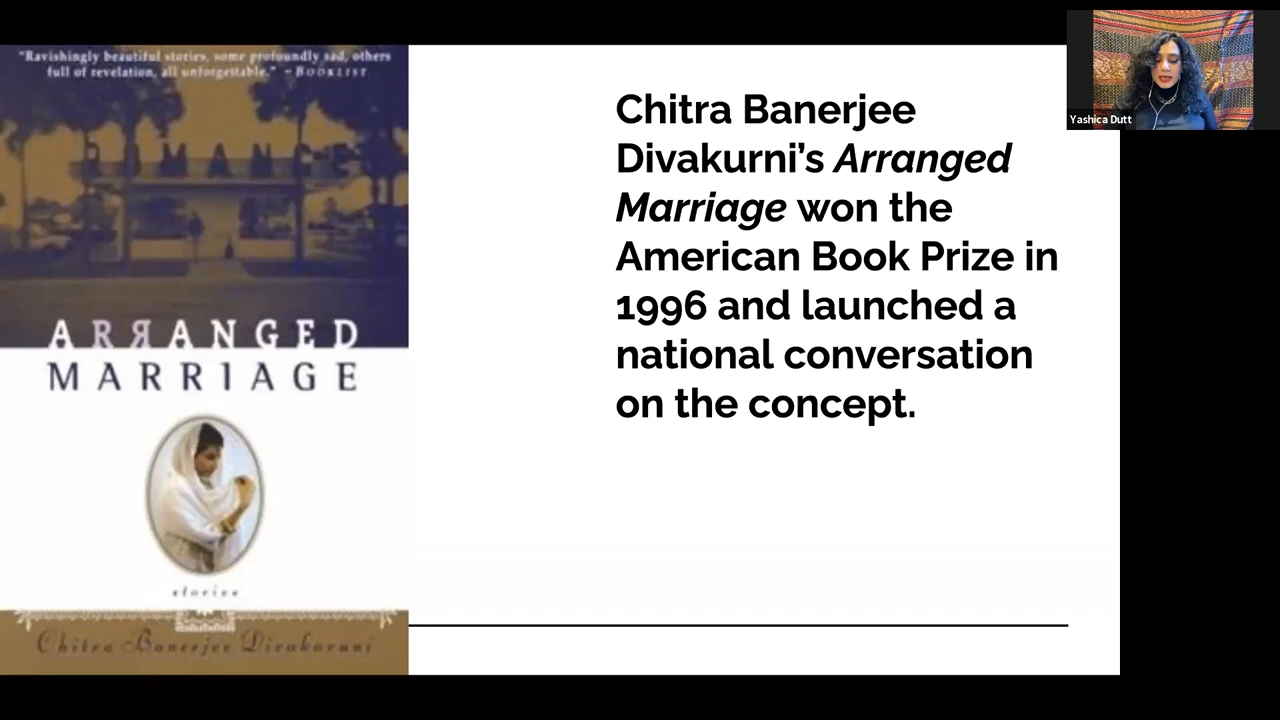 "Ravishingly beautiful stories, some profoundly sad, others
full of revelation, all unforgettable." –BOOKLIST
ROMANCE
ARЯANGED
MARRIAGE
stories
Chitra Banerjee Divakaruni
Chitra Banerjee
Divakurni's Arranged
Marriage won the
American Book Prize in
1996 and launched a
national conversation
on the concept.
Yashica Dutt